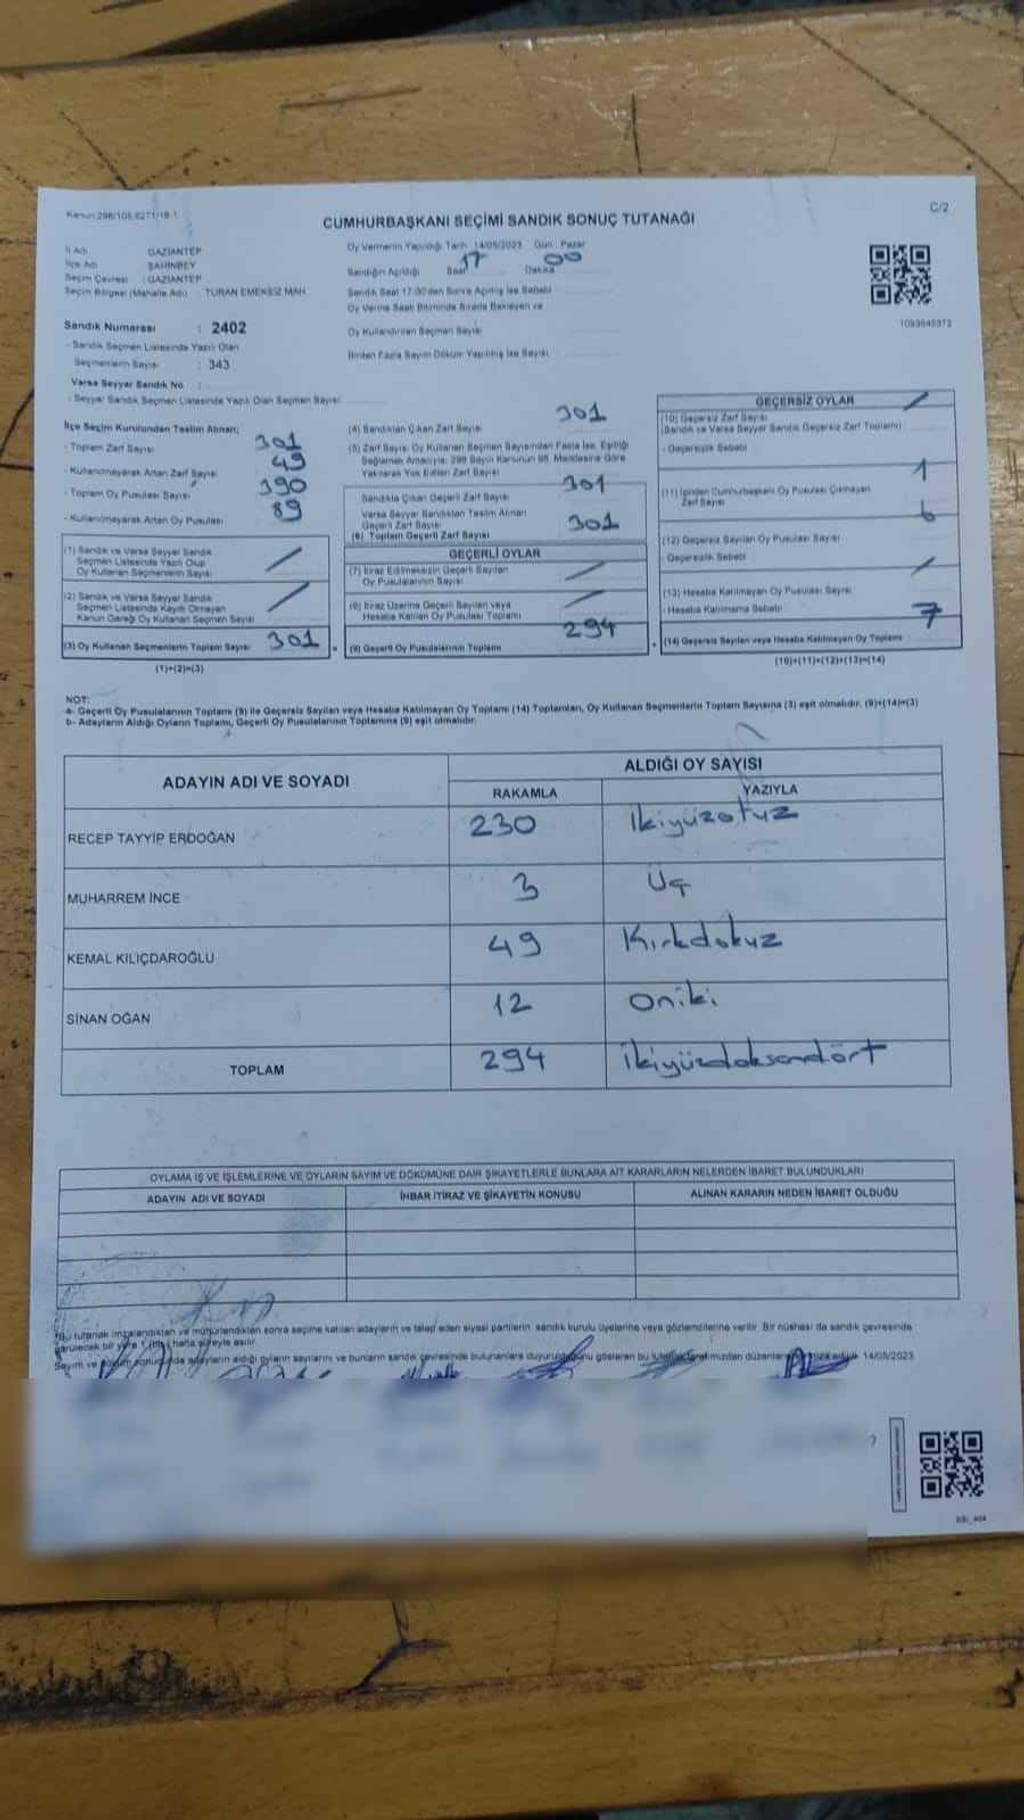 Kanun:298/105,6271/18-1
C/2
CUMHURBAŞKANI SEÇİMİ SANDIK SONUÇ TUTANAĞI
İl Adı GAZİANTEP
İlçe Adı ŞAHİNBEY
Seçim Çevresi : GAZİANTEP
Seçim Bölgesi (Mahalle Adı) TURAN EMEKSİZ MAH.
Sandık Numarası : 2402
- Sandık Seçmen Listesinde Yazılı Olan
Seçmenlerin Sayısı : 343
Varsa Seyyar Sandık No :
- Seyyar Sandık Seçmen Listesinde Yazılı Olan Seçmen Sayısı
Oy Vermenin Yapıldığı Tarih 14/05/2023 Gün : Pazar
Sandığın Açıldığı Saat 17 Dakika 00
Sandık Saat 17:00'den Sonra Açılmış İse Sebebi
Oy Verme Saati Bitiminde Sırada Bekleyen ve
Oy Kullandırılan Seçmen Sayısı
Birden Fazla Sayım Döküm Yapılmış İse Sayısı
1093645373
İlçe Seçim Kurulundan Teslim Alınan;
- Toplam Zarf Sayısı 301
- Kullanılmayarak Artan Zarf Sayısı 49
- Toplam Oy Pusulası Sayısı 390
- Kullanılmayarak Artan Oy Pusulası 89
(1) Sandık ve Varsa Seyyar Sandık
Seçmen Listesinde Yazılı Olup
Oy Kullanan Seçmenlerin Sayısı
(2) Sandık ve Varsa Seyyar Sandık
Seçmen Listesinde Kayıtlı Olmayan
Kanun Gereği Oy Kullanan Seçmen Sayısı
(3) Oy Kullanan Seçmenlerin Toplam Sayısı 301
(1)+(2)=(3)
(4) Sandıktan Çıkan Zarf Sayısı 301
(5) Zarf Sayısı Oy Kullanan Seçmen Sayısından Fazla İse, Eşitliği
Sağlamak Amacıyla; 298 Sayılı Kanunun 98. Maddesine Göre
Yakılarak Yok Edilen Zarf Sayısı
Sandıkta Çıkan Geçerli Zarf Sayısı 301
Varsa Seyyar Sandıktan Teslim Alınan
Geçerli Zarf Sayısı
(6) Toplam Geçerli Zarf Sayısı 301
GEÇERLİ OYLAR
(7) İtiraz Edilmeksizin Geçerli Sayılan
Oy Pusulalarının Sayısı
(8) İtiraz Üzerine Geçerli Sayılan veya
Hesaba Katılan Oy Pusulası Toplamı
(9) Geçerli Oy Pusulalarının Toplamı 294
GEÇERSİZ OYLAR
(10) Geçersiz Zarf Sayısı
(Sandık ve Varsa Seyyar Sandık Geçersiz Zarf Toplamı)
- Geçersizlik Sebebi
(11) İçinden Cumhurbaşkanı Oy Pusulası Çıkmayan
Zarf Sayısı 1
(12) Geçersiz Sayılan Oy Pusulası Sayısı 6
- Geçersizlik Sebebi
(13) Hesaba Katılmayan Oy Pusulası Sayısı
- Hesaba Katılmama Sebebi
(14) Geçersiz Sayılan veya Hesaba Katılmayan Oy Toplamı 7
(10)+(11)+(12)+(13)=(14)
NOT:
a- Geçerli Oy Pusulalarının Toplamı (9) ile Geçersiz Sayılan veya Hesaba Katılmayan Oy Toplamı (14) Toplamları, Oy Kullanan Seçmenlerin Toplam Sayısına (3) eşit olmalıdır. (9)+(14)=(3)
b- Adayların Aldığı Oyların Toplamı, Geçerli Oy Pusulalarının Toplamına (9) eşit olmalıdır.
ADAYIN ADI VE SOYADI ALDIĞI OY SAYISI
RAKAMLA YAZIYLA
RECEP TAYYİP ERDOĞAN 230 İkiyüzotuz
MUHARREM İNCE 3 Üç
KEMAL KILIÇDAROĞLU 49 Kırkdokuz
SİNAN OĞAN 12 Oniki
TOPLAM 294 ikiyüzdoksandört
OYLAMA İŞ VE İŞLEMLERİNE VE OYLARIN SAYIM VE DÖKÜMÜNE DAİR ŞİKAYETLERLE BUNLARA AİT KARARLARIN NELERDEN İBARET BULUNDUKLARI
ADAYIN ADI VE SOYADI İHBAR İTİRAZ VE ŞİKAYETİN KONUSU ALINAN KARARIN NEDEN İBARET OLDUĞU
"Bu tutanak imzalandıktan ve mühürlendikten sonra seçime katılan adayların ve talep eden siyasi partilerin sandık kurulu üyelerine veya gözlemcilerine verilir. Bir nüshası da sandık çevresinde
görülecek bir yere 1 (bir) hafta süreyle asılır.
Sayım ve döküm sonucunda adayların aldığı oyların sayılarını ve bunların sandık çevresinde bulunanlara duyurulduğunu gösteren bu 14/05/2023